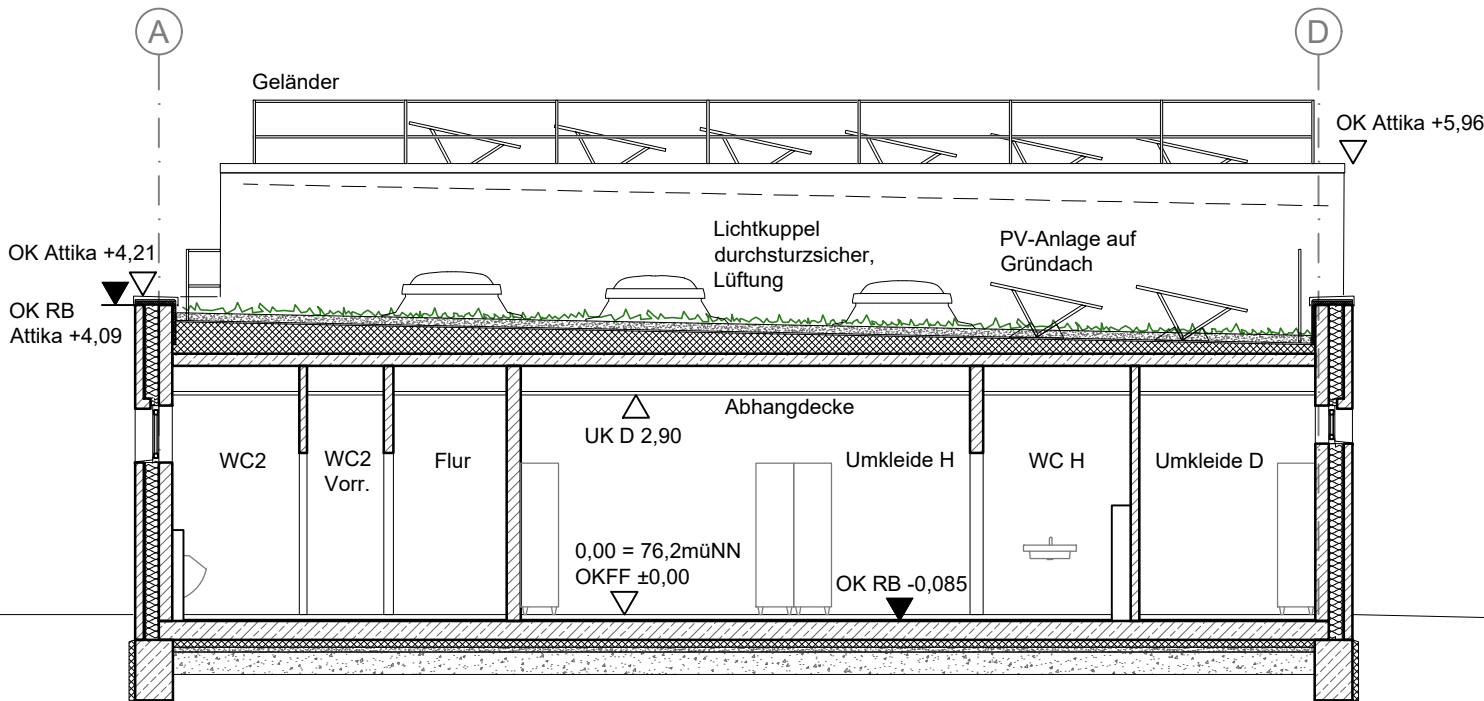 A
D
Geländer
OK Attika +5,96
Lichtkuppel
durchsturzsicher,
Lüftung
PV-Anlage auf
Gründach
OK Attika +4,21
OK RB
Attika +4,09
Abhangdecke
UK D 2,90
WC2
WC2
Vorr.
Flur
Umkleide H
WC H
Umkleide D
0,00 = 76,2müNN
OKFF ±0,00
OK RB -0,085